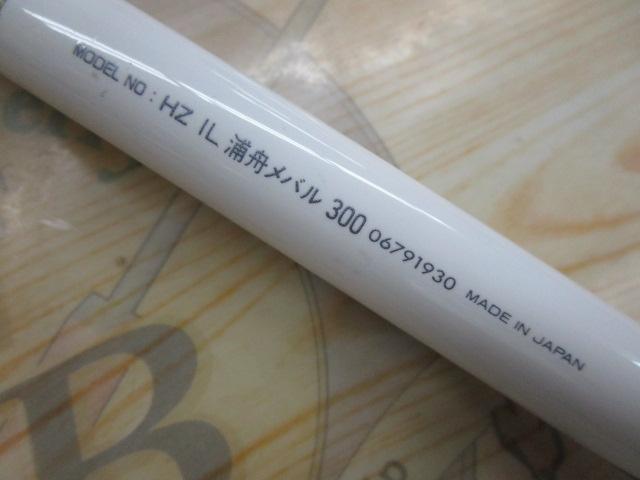 MODEL NO : HZ IL 浦舟メバル 300 06791930 MADE IN JAPAN
B